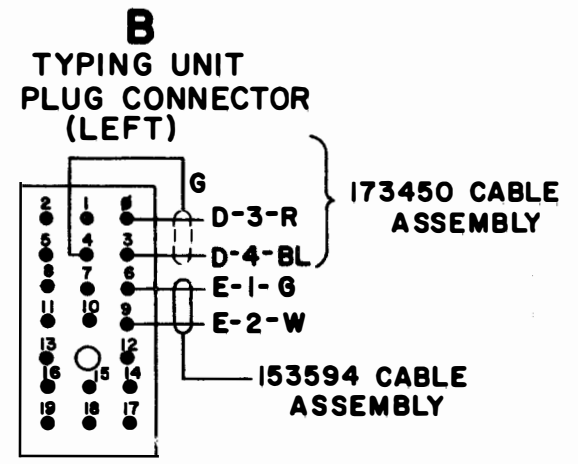 B
TYPING UNIT
PLUG CONNECTOR
(LEFT)
G
173450 CABLE
ASSEMBLY
2 1 0 D-3-R
5 4 3 D-4-BL
8 7 6 E-1-G
11 10 9 E-2-W
13 12
16 15 14
19 18 17
153594 CABLE
ASSEMBLY